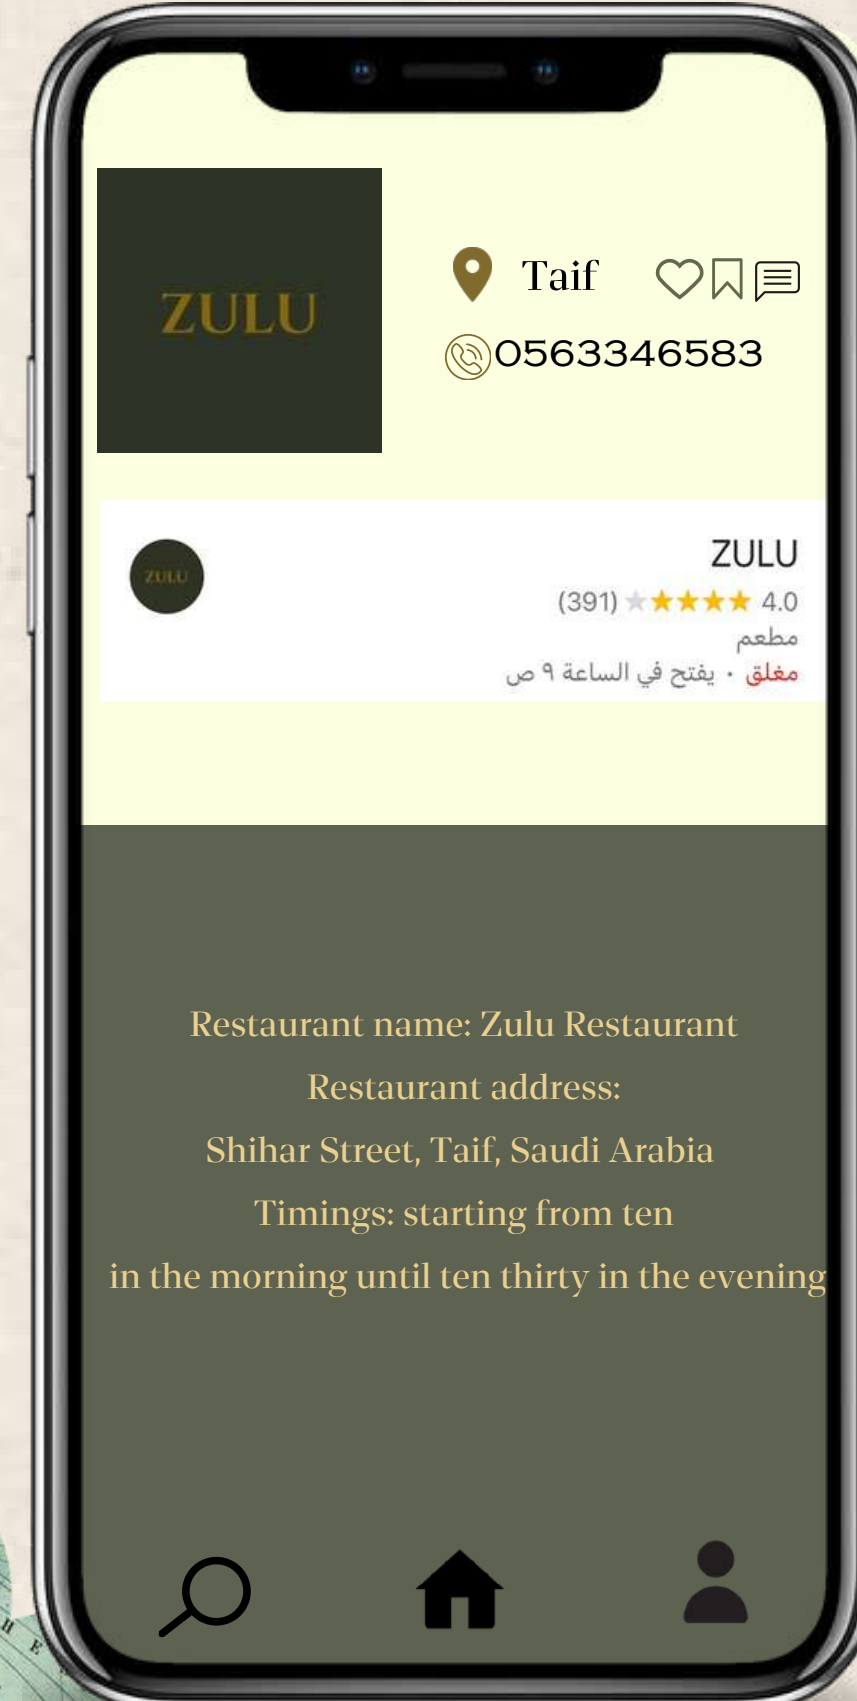 ZULU
Taif
0563346583
ZULU
ZULU
4.0 (391)
مطعم
مغلق · يفتح في الساعة ٩ ص
Restaurant name: Zulu Restaurant
Restaurant address:
Shihar Street, Taif, Saudi Arabia
Timings: starting from ten
in the morning until ten thirty in the evening
H E